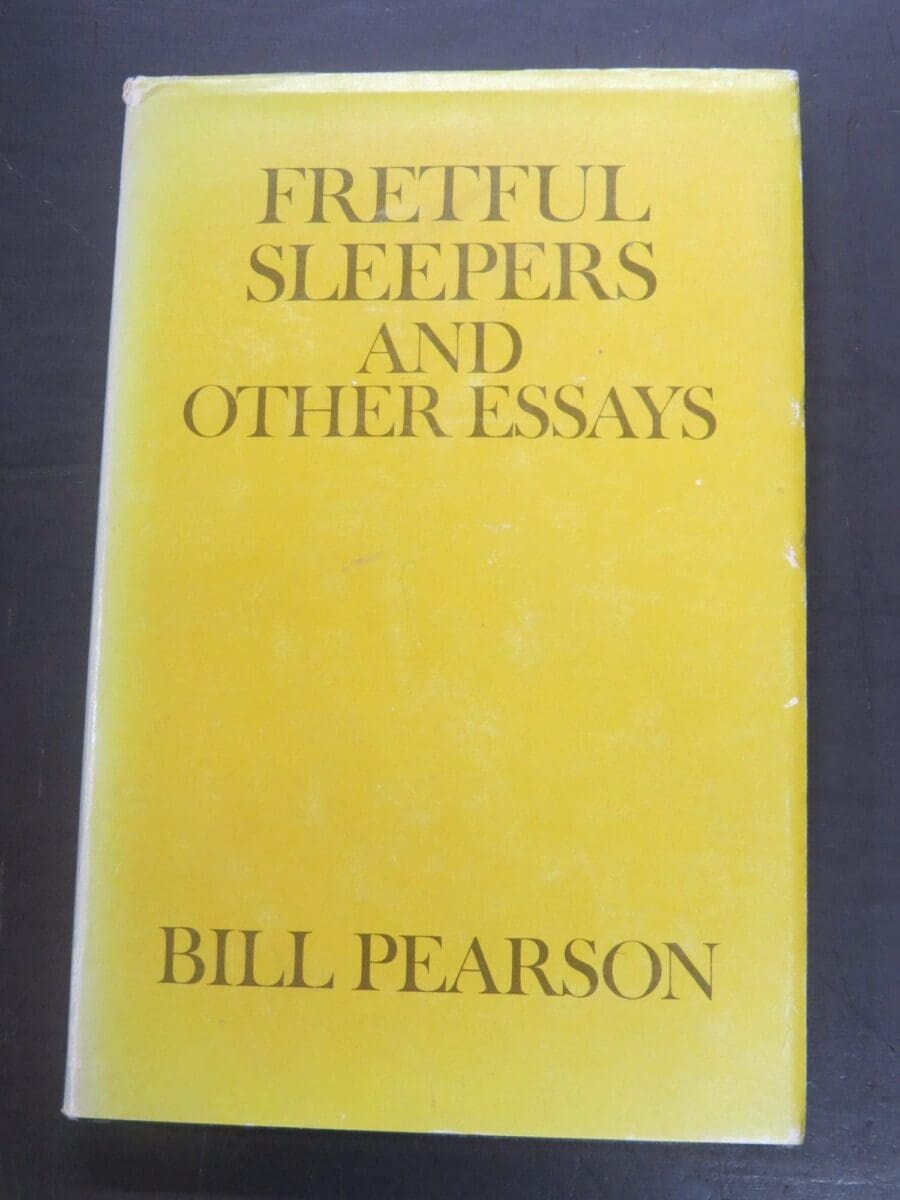 FRETFUL
SLEEPERS
AND
OTHER ESSAYS
BILL PEARSON